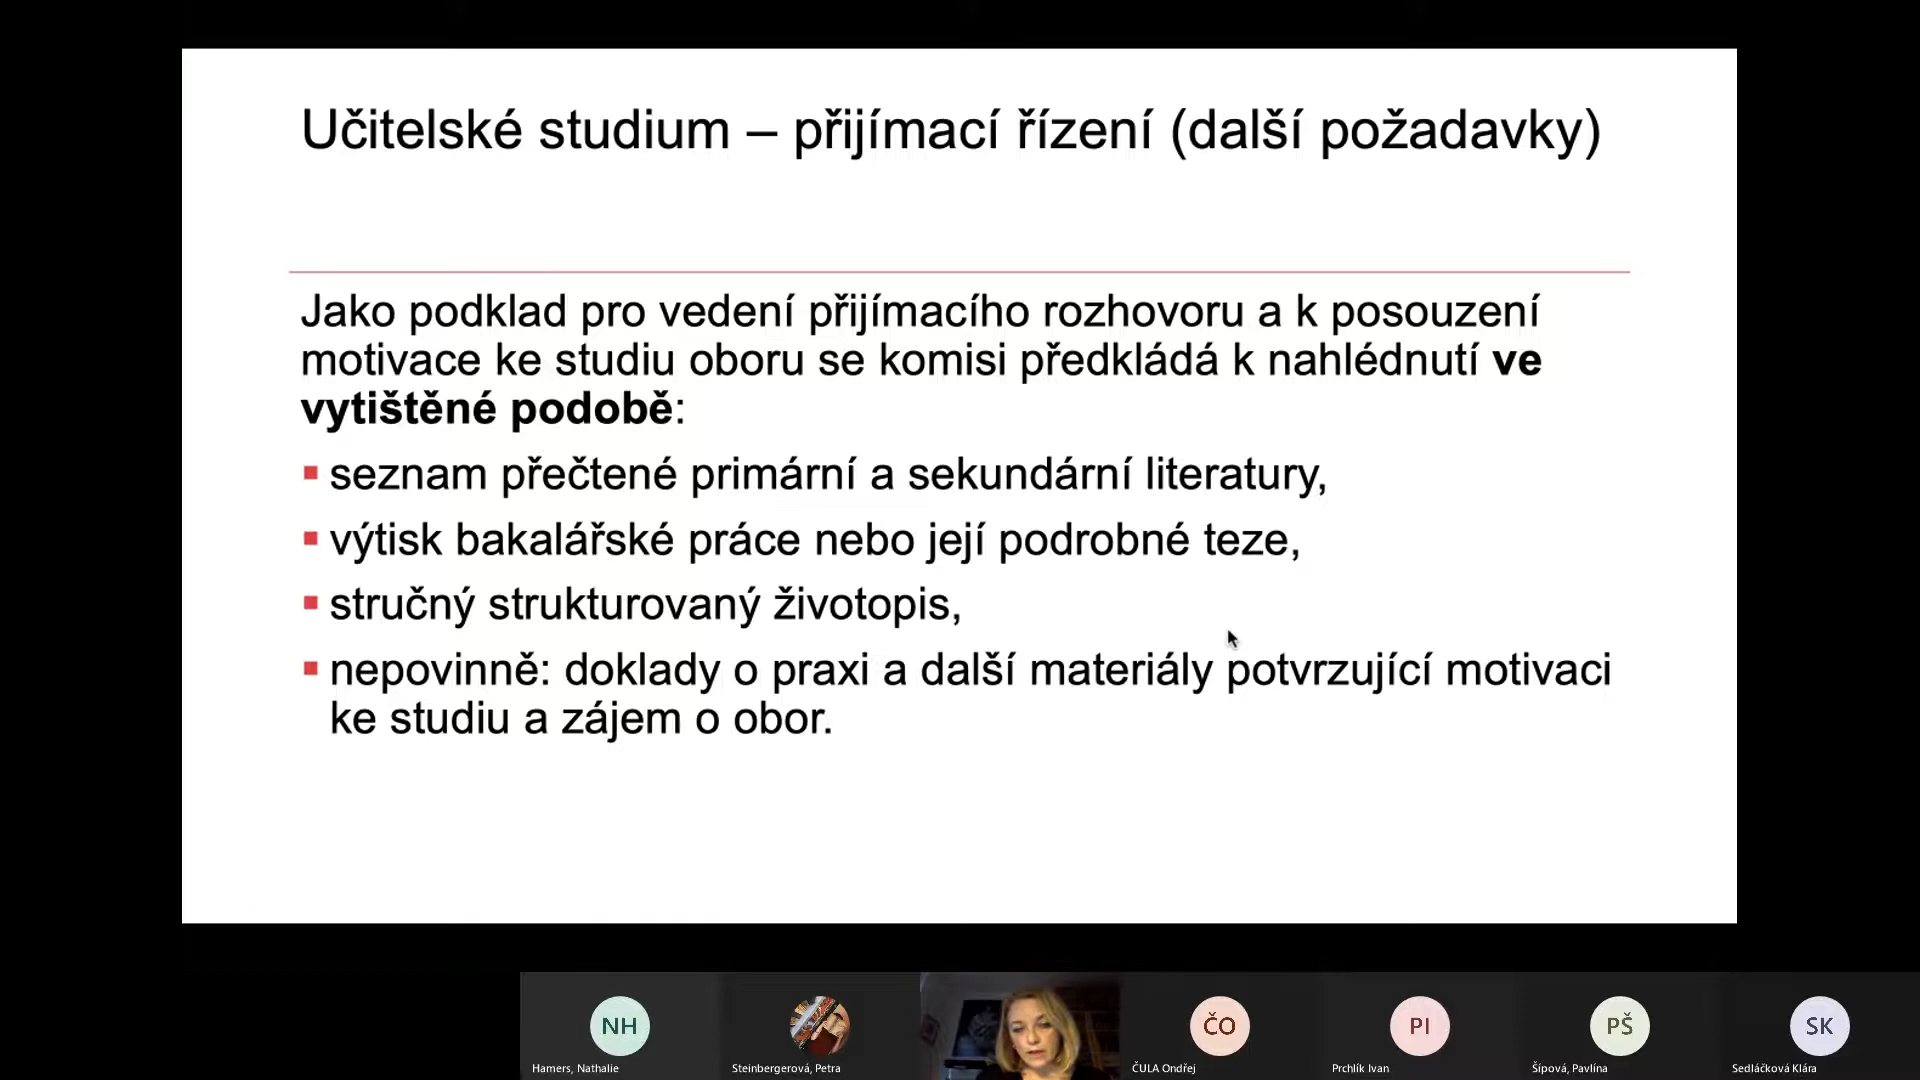 Učitelské studium – přijímací řízení (další požadavky)
Jako podklad pro vedení přijímacího rozhovoru a k posouzení
motivace ke studiu oboru se komisi předkládá k nahlédnutí ve
vytištěné podobě:
seznam přečtené primární a sekundární literatury,
výtisk bakalářské práce nebo její podrobné teze,
stručný strukturovaný životopis,
nepovinně: doklady o praxi a další materiály potvrzující motivaci
ke studiu a zájem o obor.
NH
ČO
PI
PŠ
SK
Hamers, Nathalie
Steinbergerová, Petra
ČULA Ondřej
Prchlík Ivan
Šípová, Pavlína
Sedláčková Klára